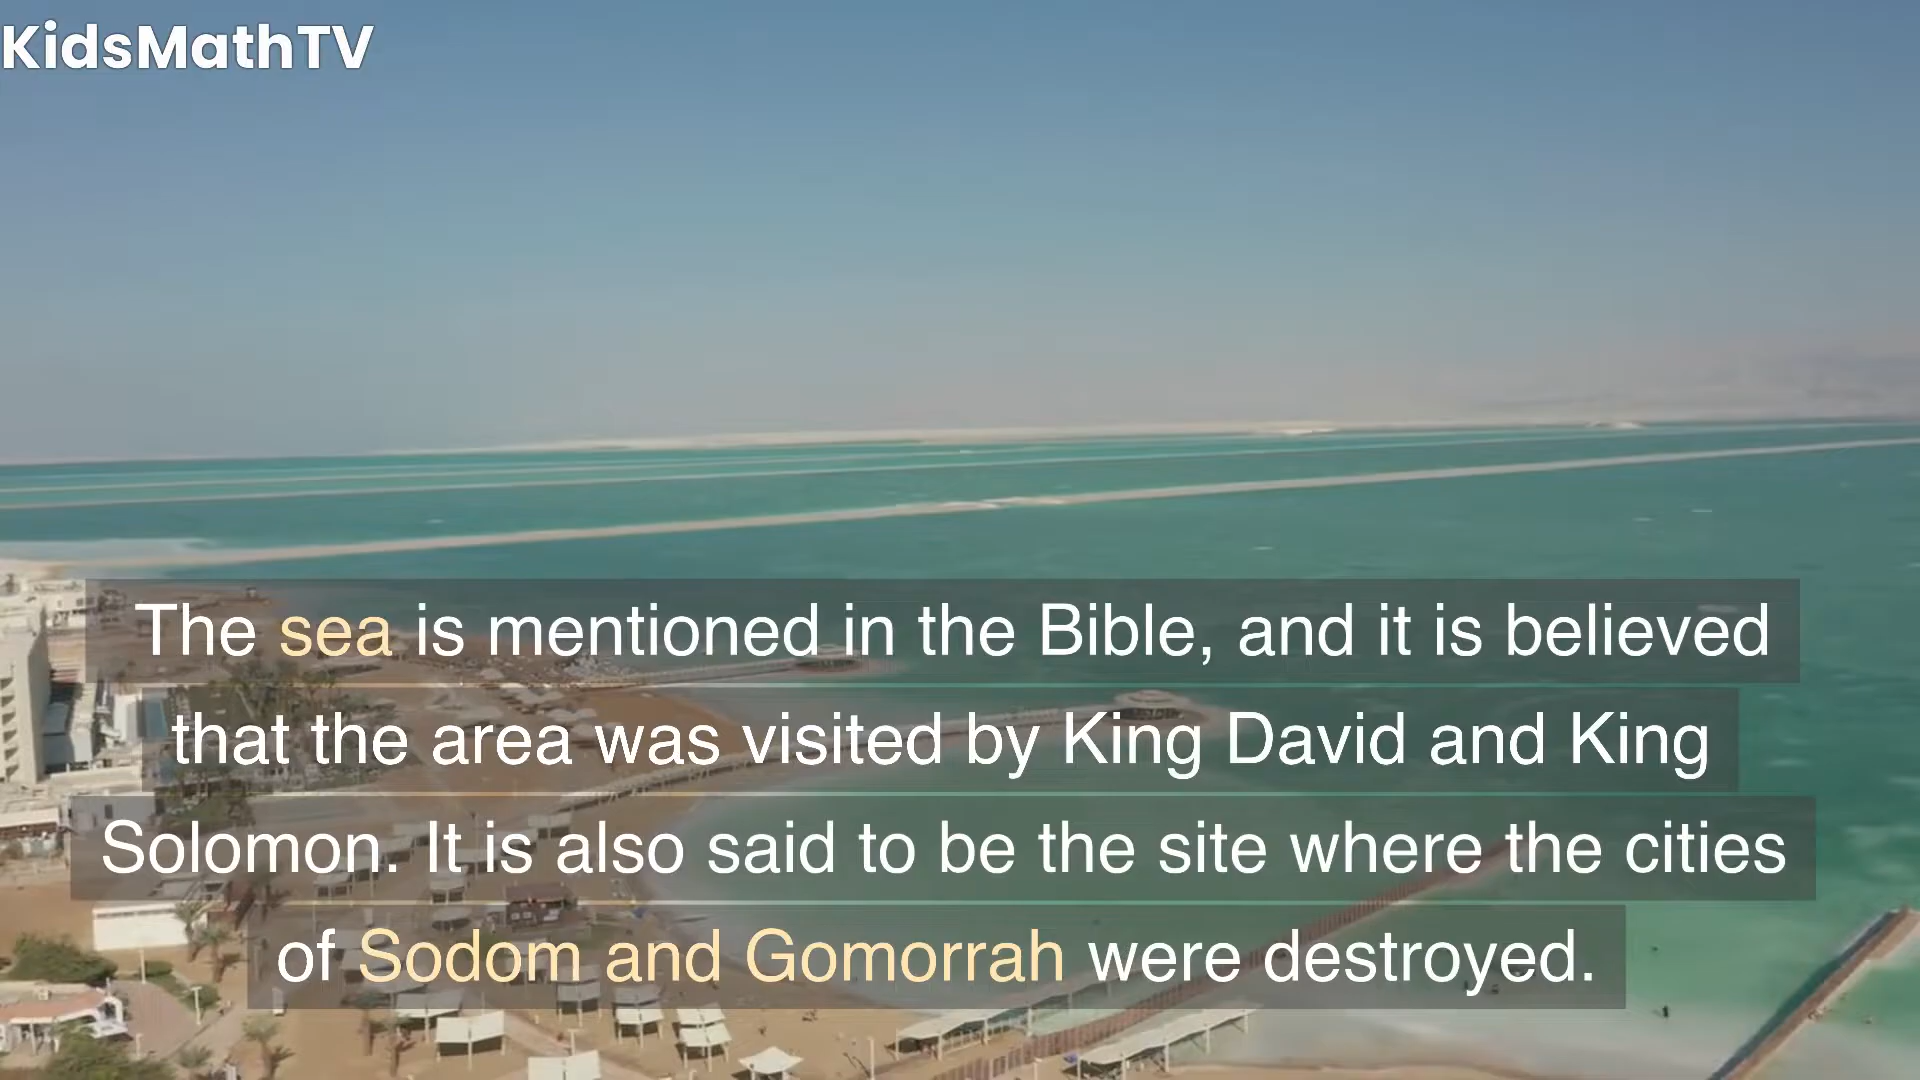 KidsMathTV
The sea is mentioned in the Bible, and it is believed
that the area was visited by King David and King
Solomon. It is also said to be the site where the cities
of Sodom and Gomorrah were destroyed.